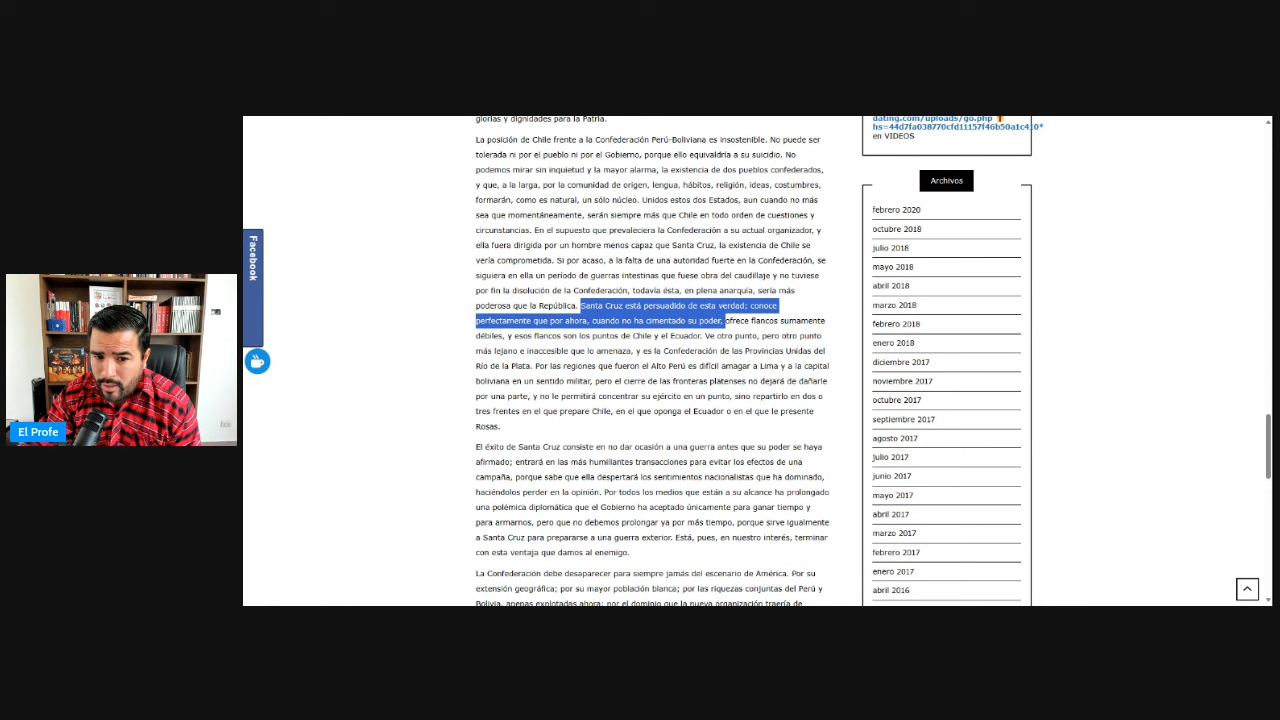 glorias y dignidades para la Patria.
La posición de Chile frente a la Confederación Perú-Boliviana es insostenible. No puede ser
tolerada ni por el pueblo ni por el Gobierno, porque ello equivaldría a su suicidio. No
podemos mirar sin inquietud y la mayor alarma, la existencia de dos pueblos confederados,
y que, a la larga, por la comunidad de origen, lengua, hábitos, religión, ideas, costumbres,
formarán, como es natural, un sólo núcleo. Unidos estos dos Estados, aun cuando no más
sea que momentáneamente, serán siempre más que Chile en todo orden de cuestiones y
circunstancias. En el supuesto que prevaleciera la Confederación a su actual organizador, y
ella fuera dirigida por un hombre menos capaz que Santa Cruz, la existencia de Chile se
vería comprometida. Si por acaso, a la falta de una autoridad fuerte en la Confederación, se
siguiera en ella un período de guerras intestinas que fuese obra del caudillaje y no tuviese
por fin la disolución de la Confederación, todavía ésta, en plena anarquía, sería más
poderosa que la República. Santa Cruz está persuadido de esta verdad; conoce
perfectamente que por ahora, cuando no ha cimentado su poder, ofrece flancos sumamente
débiles, y esos flancos son los puntos de Chile y el Ecuador. Ve otro punto, pero otro punto
más lejano e inaccesible que lo amenaza, y es la Confederación de las Provincias Unidas del
Río de la Plata. Por las regiones que fueron el Alto Perú es difícil amagar a Lima y a la capital
boliviana en un sentido militar, pero el cierre de las fronteras platenses no dejará de dañarle
por una parte, y no le permitirá concentrar su ejército en un punto, sino repartirlo en dos o
tres frentes en el que prepare Chile, en el que oponga el Ecuador o en el que le presente
Rosas.
El éxito de Santa Cruz consiste en no dar ocasión a una guerra antes que su poder se haya
afirmado; entrará en las más humillantes transacciones para evitar los efectos de una
campaña, porque sabe que ella despertará los sentimientos nacionalistas que ha dominado,
haciéndolos perder en la opinión. Por todos los medios que están a su alcance ha prolongado
una polémica diplomática que el Gobierno ha aceptado únicamente para ganar tiempo y
para armarnos, pero que no debemos prolongar ya por más tiempo, porque sirve igualmente
a Santa Cruz para prepararse a una guerra exterior. Está, pues, en nuestro interés, terminar
con esta ventaja que damos al enemigo.
La Confederación debe desaparecer para siempre jamás del escenario de América. Por su
extensión geográfica; por su mayor población blanca; por las riquezas conjuntas del Perú y
Bolivia, apenas explotadas ahora; por el dominio que la nueva organización traería de
dating.com/uploads/go.php
hs=44d7fa038770cfd11157f46b50a1c410*
en VIDEOS
Archivos
febrero 2020
octubre 2018
julio 2018
mayo 2018
abril 2018
marzo 2018
febrero 2018
enero 2018
diciembre 2017
noviembre 2017
octubre 2017
septiembre 2017
agosto 2017
julio 2017
junio 2017
mayo 2017
abril 2017
marzo 2017
febrero 2017
enero 2017
abril 2016
Facebook
El Profe